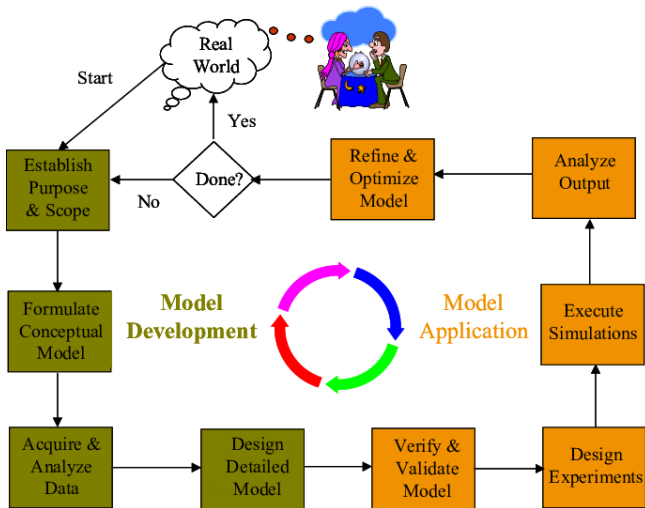 Real
World
Start
Yes
Establish
Purpose
& Scope
No
Done?
Refine &
Optimize
Model
Analyze
Output
Formulate
Conceptual
Model
Model
Development
Model
Application
Execute
Simulations
Acquire &
Analyze
Data
Design
Detailed
Model
Verify &
Validate
Model
Design
Experiments